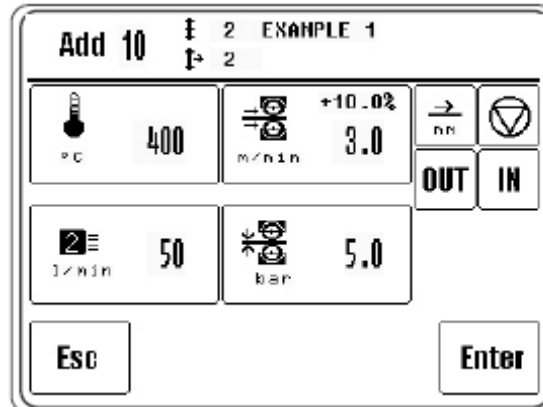 Add 10
2 EXAMPLE 1
2
°C 400
+10.0%
m/min 3.0
mm
OUT IN
2
l/min 50
bar 5.0
Esc
Enter